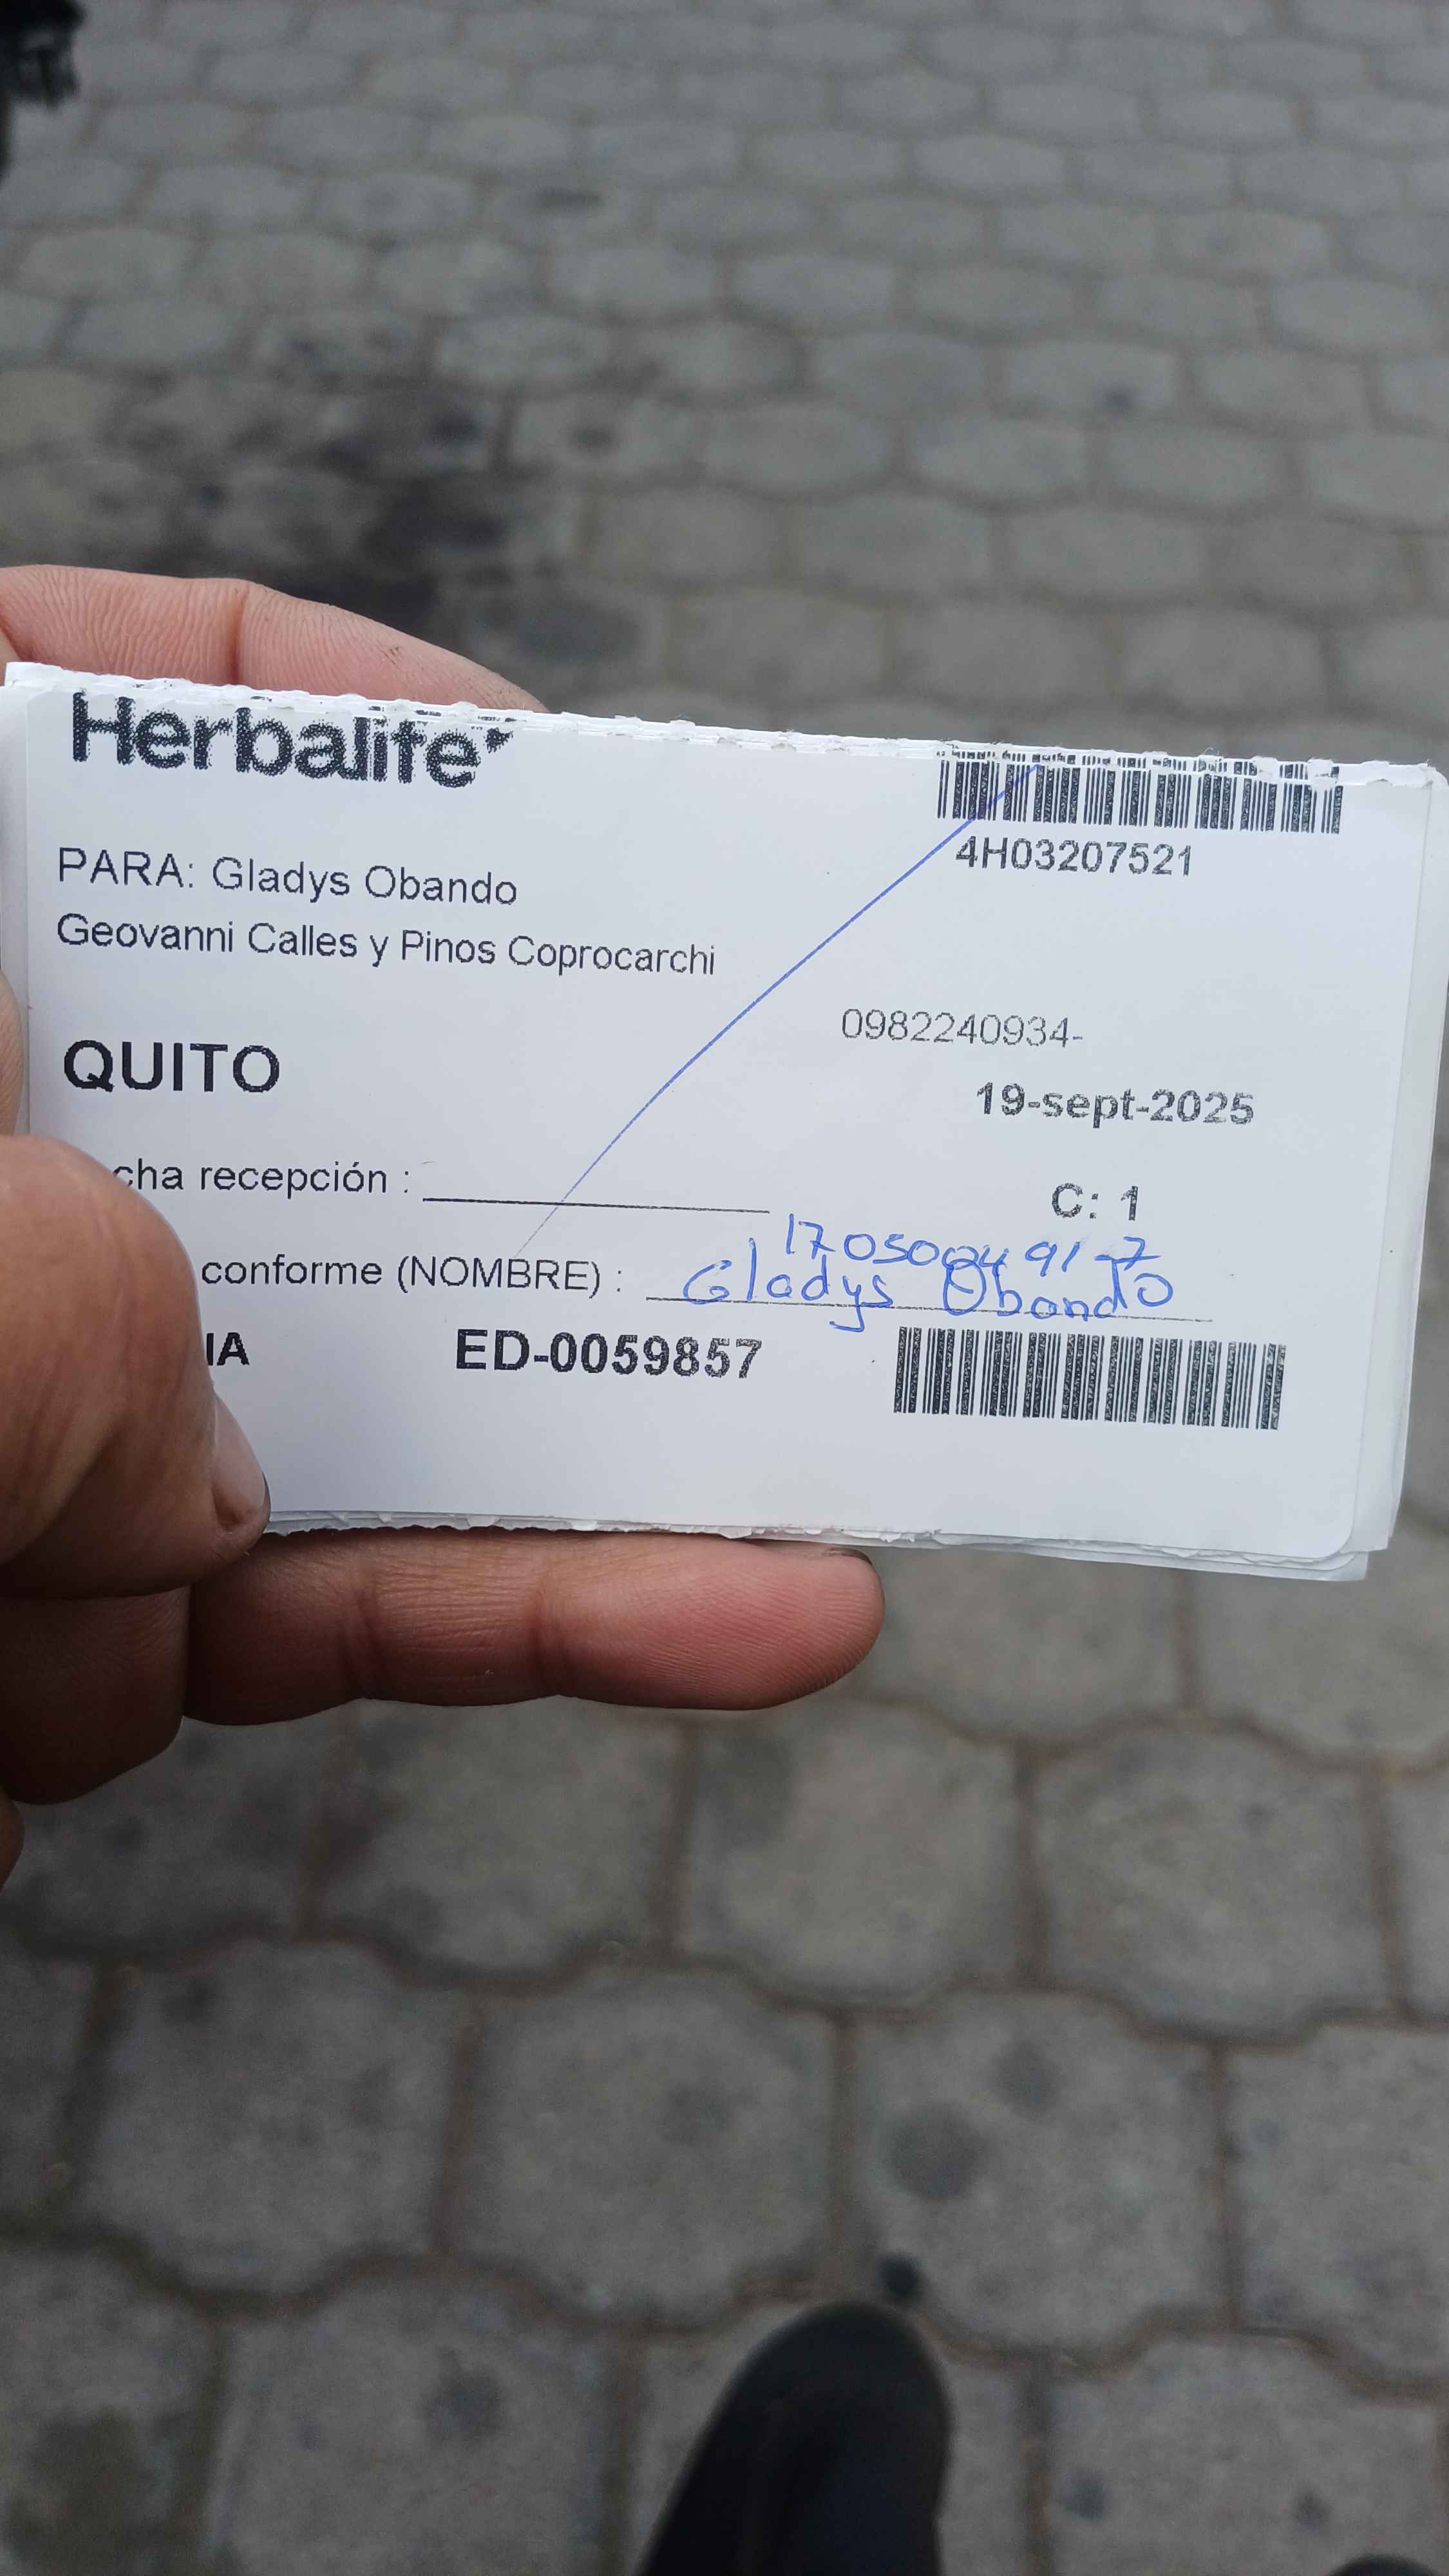 Herbalife
4H03207521
PARA: Gladys Obando
Geovanni Calles y Pinos Coprocarchi
0982240934-
QUITO
19-sept-2025
cha recepción :
C: 1
conforme (NOMBRE) : Gladys Obando
IA
ED-0059857